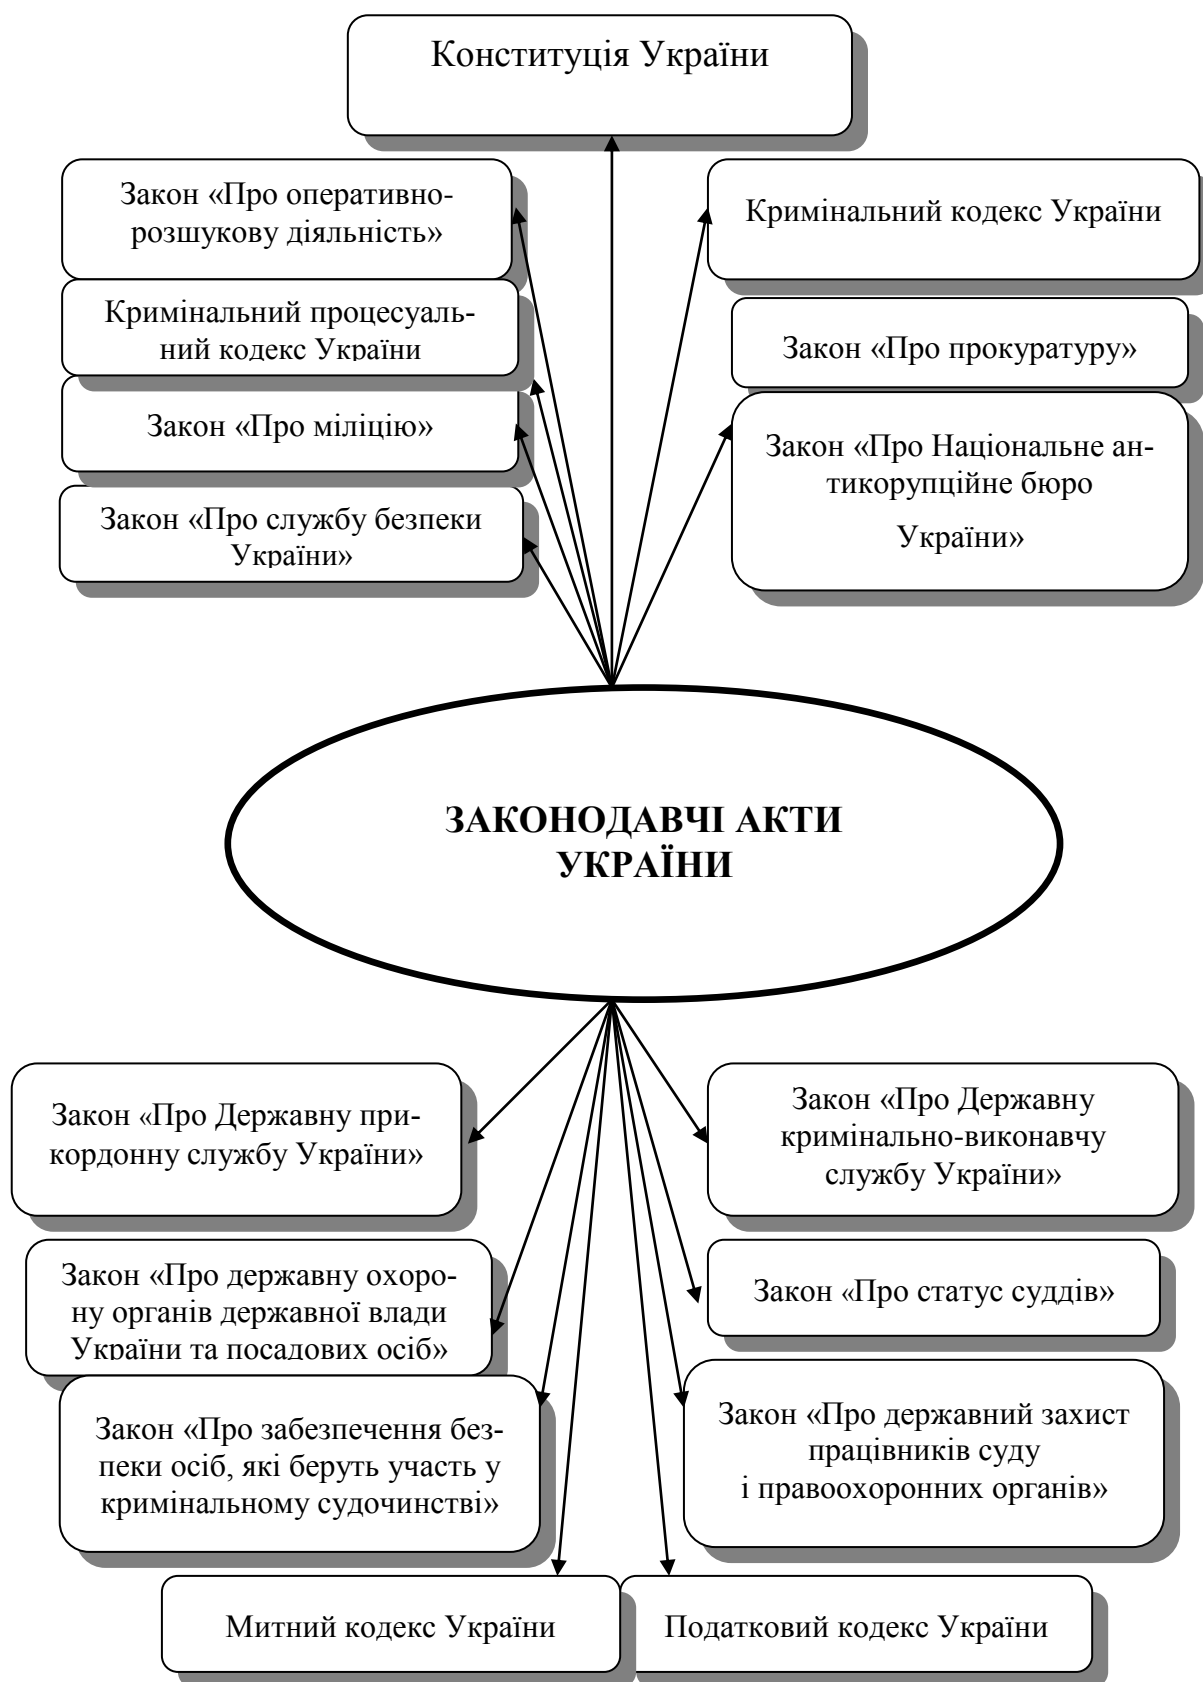 Конституція України
Закон «Про оперативно-
розшукову діяльність»
Кримінальний кодекс України
Кримінальний процесуаль-
ний кодекс України
Закон «Про прокуратуру»
Закон «Про міліцію»
Закон «Про Національне ан-
тикорупційне бюро
України»
Закон «Про службу безпеки
України»
ЗАКОНОДАВЧІ АКТИ
УКРАЇНИ
Закон «Про Державну при-
кордонну службу України»
Закон «Про Державну
кримінально-виконавчу
службу України»
Закон «Про державну охоро-
ну органів державної влади
України та посадових осіб»
Закон «Про статус суддів»
Закон «Про забезпечення без-
пеки осіб, які беруть участь у
кримінальному судочинстві»
Закон «Про державний захист
працівників суду
і правоохоронних органів»
Митний кодекс України
Податковий кодекс України